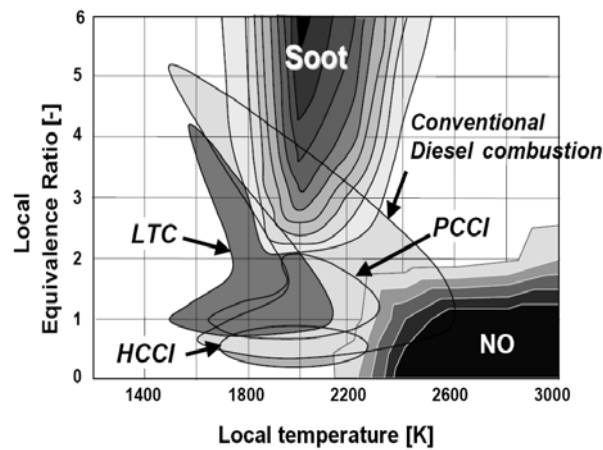 6
5
4
3
2
1
0
Local
Equivalence Ratio [-]
Soot
Conventional
Diesel combustion
LTC
PCCI
HCCI
NO
1400
1800
2200
2600
3000
Local temperature [K]